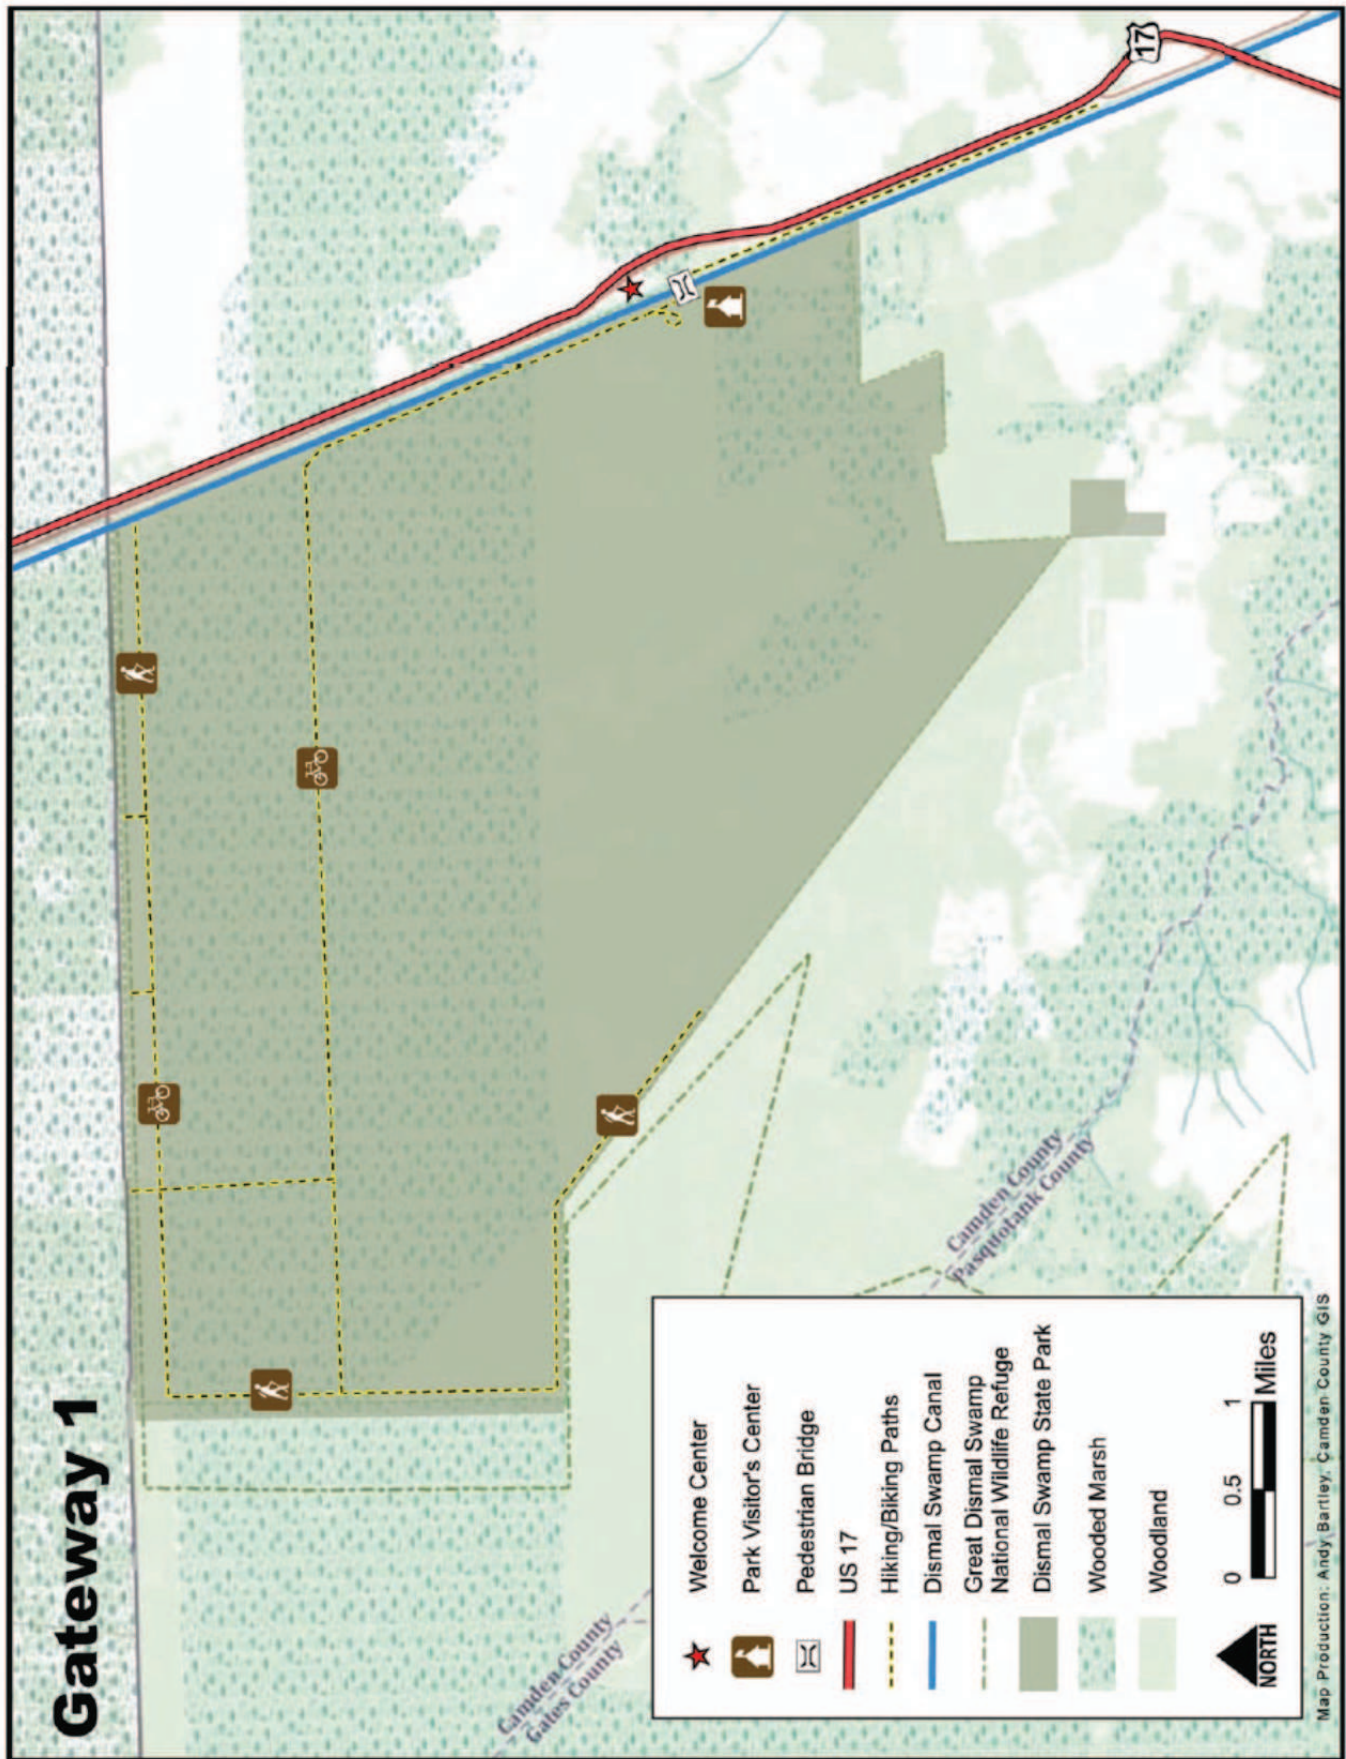 Gateway 1
17
Camden County
Pasquotank County
Camden County
Gates County
Welcome Center
Park Visitor's Center
Pedestrian Bridge
US 17
Hiking/Biking Paths
Dismal Swamp Canal
Great Dismal Swamp
National Wildlife Refuge
Dismal Swamp State Park
Wooded Marsh
Woodland
NORTH
0 0.5 1
Miles
Map Production: Andy Bartley, Camden County GIS